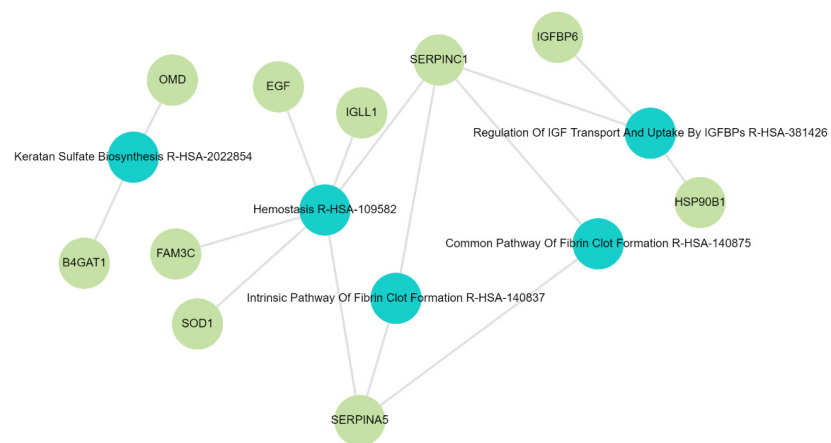 IGFBP6
SERPINC1
OMD
EGF
IGLL1
Regulation Of IGF Transport And Uptake By IGFBPs R-HSA-381426
Keratan Sulfate Biosynthesis R-HSA-2022854
HSP90B1
Hemostasis R-HSA-109582
Common Pathway Of Fibrin Clot Formation R-HSA-140875
FAM3C
B4GAT1
Intrinsic Pathway Of Fibrin Clot Formation R-HSA-140837
SOD1
SERPINA5